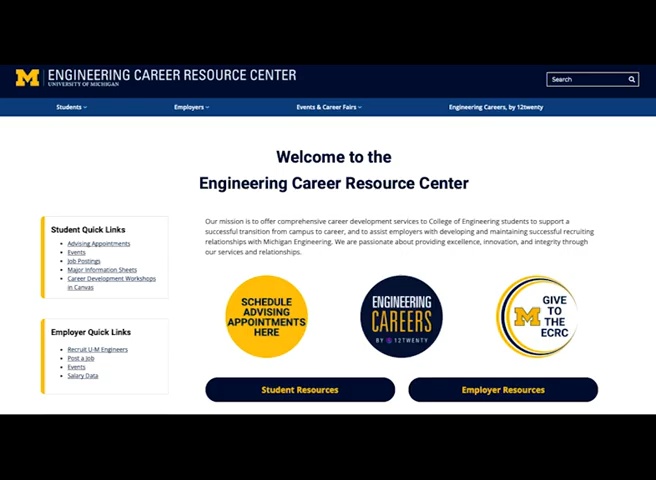 M ENGINEERING CAREER RESOURCE CENTER
UNIVERSITY OF MICHIGAN
Search
Students
Employers
Events & Career Fairs
Engineering Careers, by 12twenty
Welcome to the
Engineering Career Resource Center
Student Quick Links
Advising Appointments
Events
Job Postings
Major Information Sheets
Career Development Workshops
in Canvas
Employer Quick Links
Recruit U-M Engineers
Post a Job
Events
Salary Data
Our mission is to offer comprehensive career development services to College of Engineering students to support a
successful transition from campus to career, and to assist employers with developing and maintaining successful recruiting
relationships with Michigan Engineering. We are passionate about providing excellence, innovation, and integrity through
our services and relationships.
SCHEDULE
ADVISING
APPOINTMENTS
HERE
ENGINEERING
CAREERS
BY 12TWENTY
M GIVE
TO
THE
ECRC
Student Resources
Employer Resources